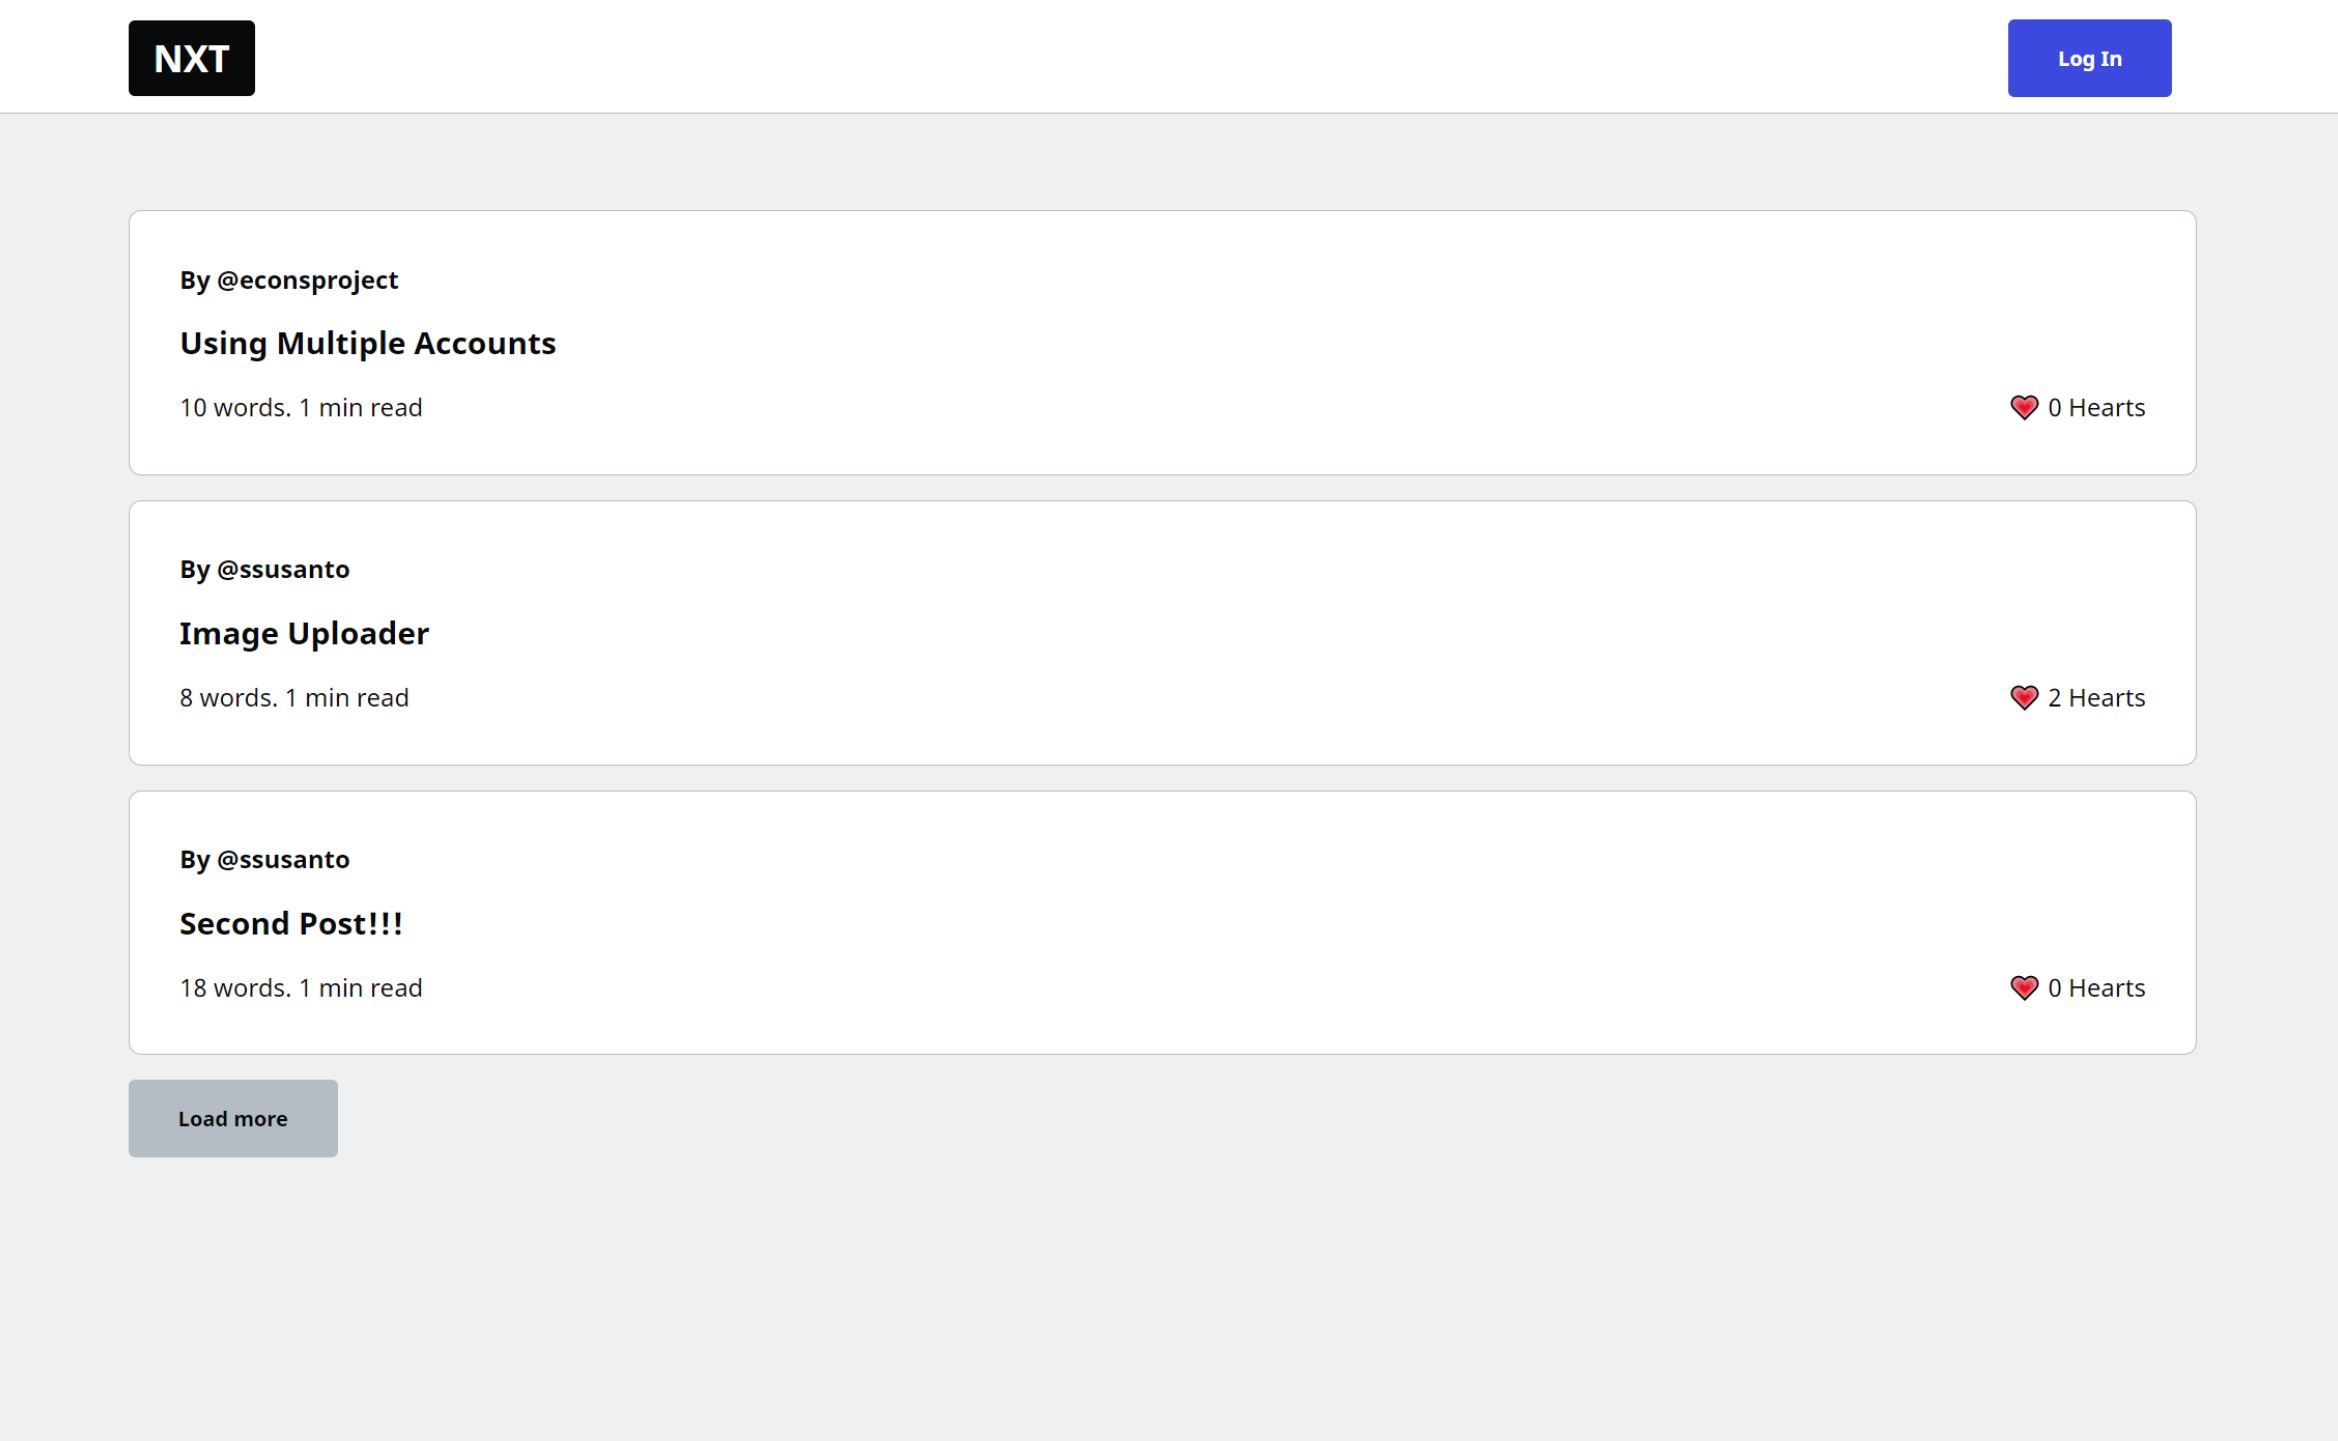 NXT
Log In
By @econsproject
Using Multiple Accounts
10 words. 1 min read
0 Hearts
By @ssusanto
Image Uploader
8 words. 1 min read
2 Hearts
By @ssusanto
Second Post!!!
18 words. 1 min read
0 Hearts
Load more